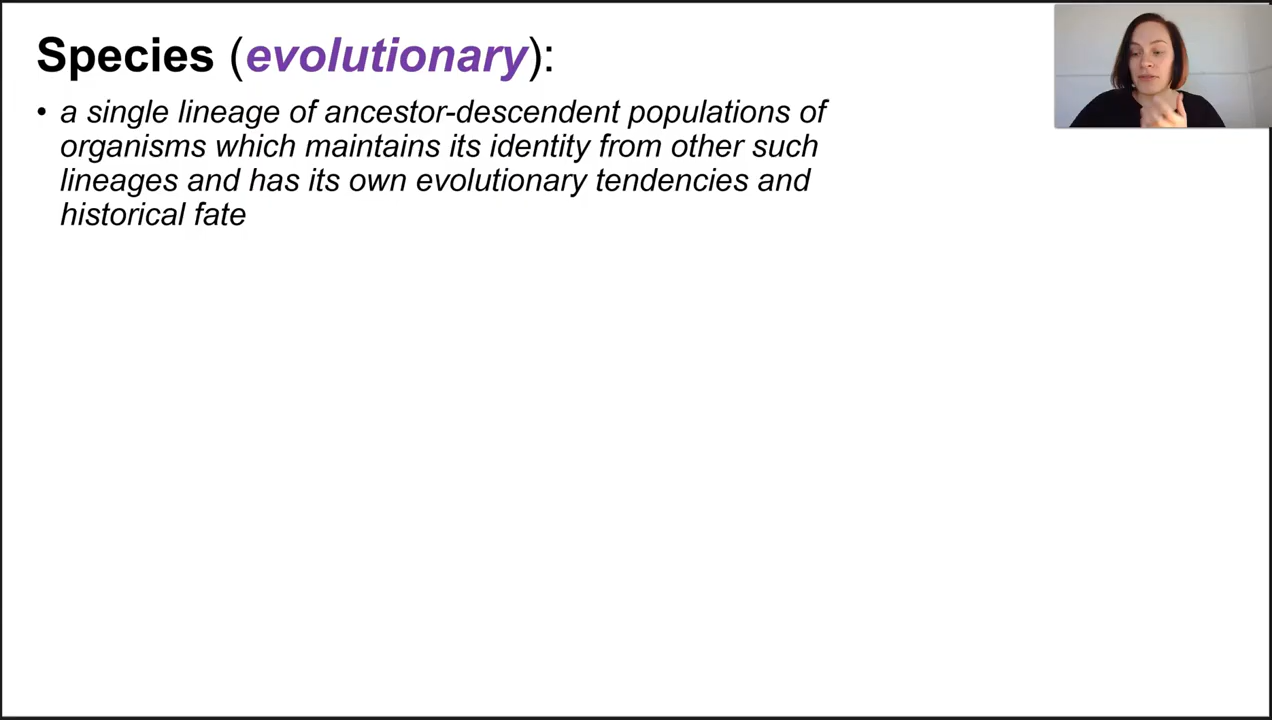 Species (evolutionary):
• a single lineage of ancestor-descendent populations of
organisms which maintains its identity from other such
lineages and has its own evolutionary tendencies and
historical fate